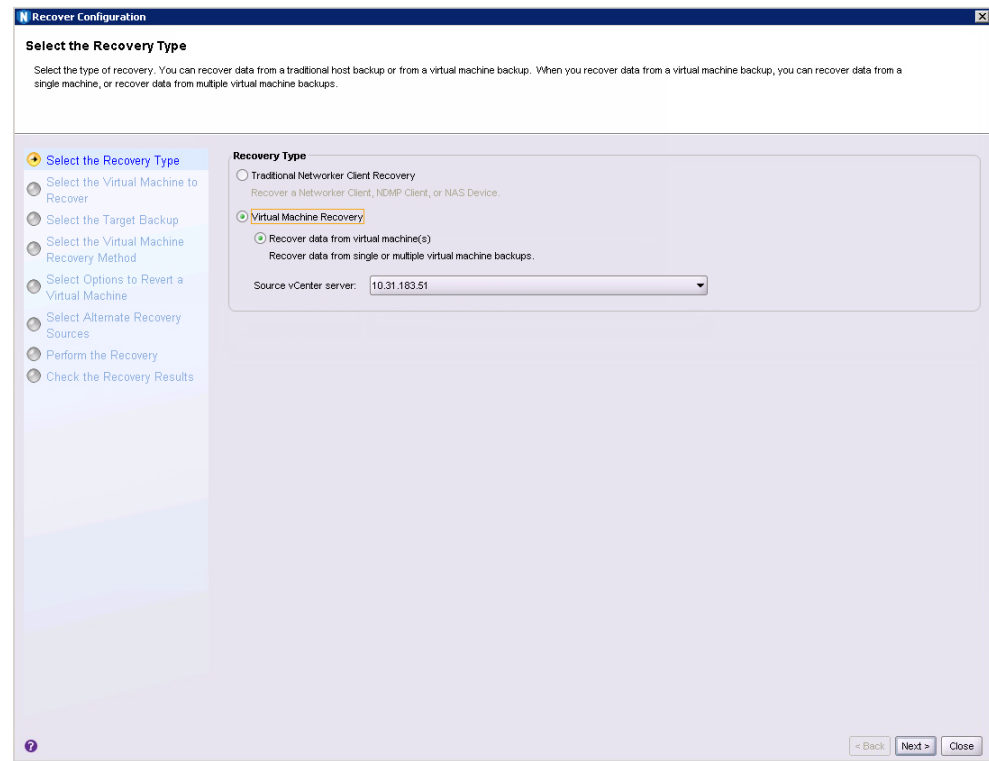 Recover Configuration
Select the Recovery Type
Select the type of recovery. You can recover data from a traditional host backup or from a virtual machine backup. When you recover data from a virtual machine backup, you can recover data from a
single machine, or recover data from multiple virtual machine backups.
Select the Recovery Type
Select the Virtual Machine to
Recover
Select the Target Backup
Select the Virtual Machine
Recovery Method
Select Options to Revert a
Virtual Machine
Select Alternate Recovery
Sources
Perform the Recovery
Check the Recovery Results
Recovery Type
Traditional Networker Client Recovery
Recover a Networker Client, NDMP Client, or NAS Device.
Virtual Machine Recovery
Recover data from virtual machine(s)
Recover data from single or multiple virtual machine backups.
Source vCenter server: 10.31.183.51
< Back Next > Close